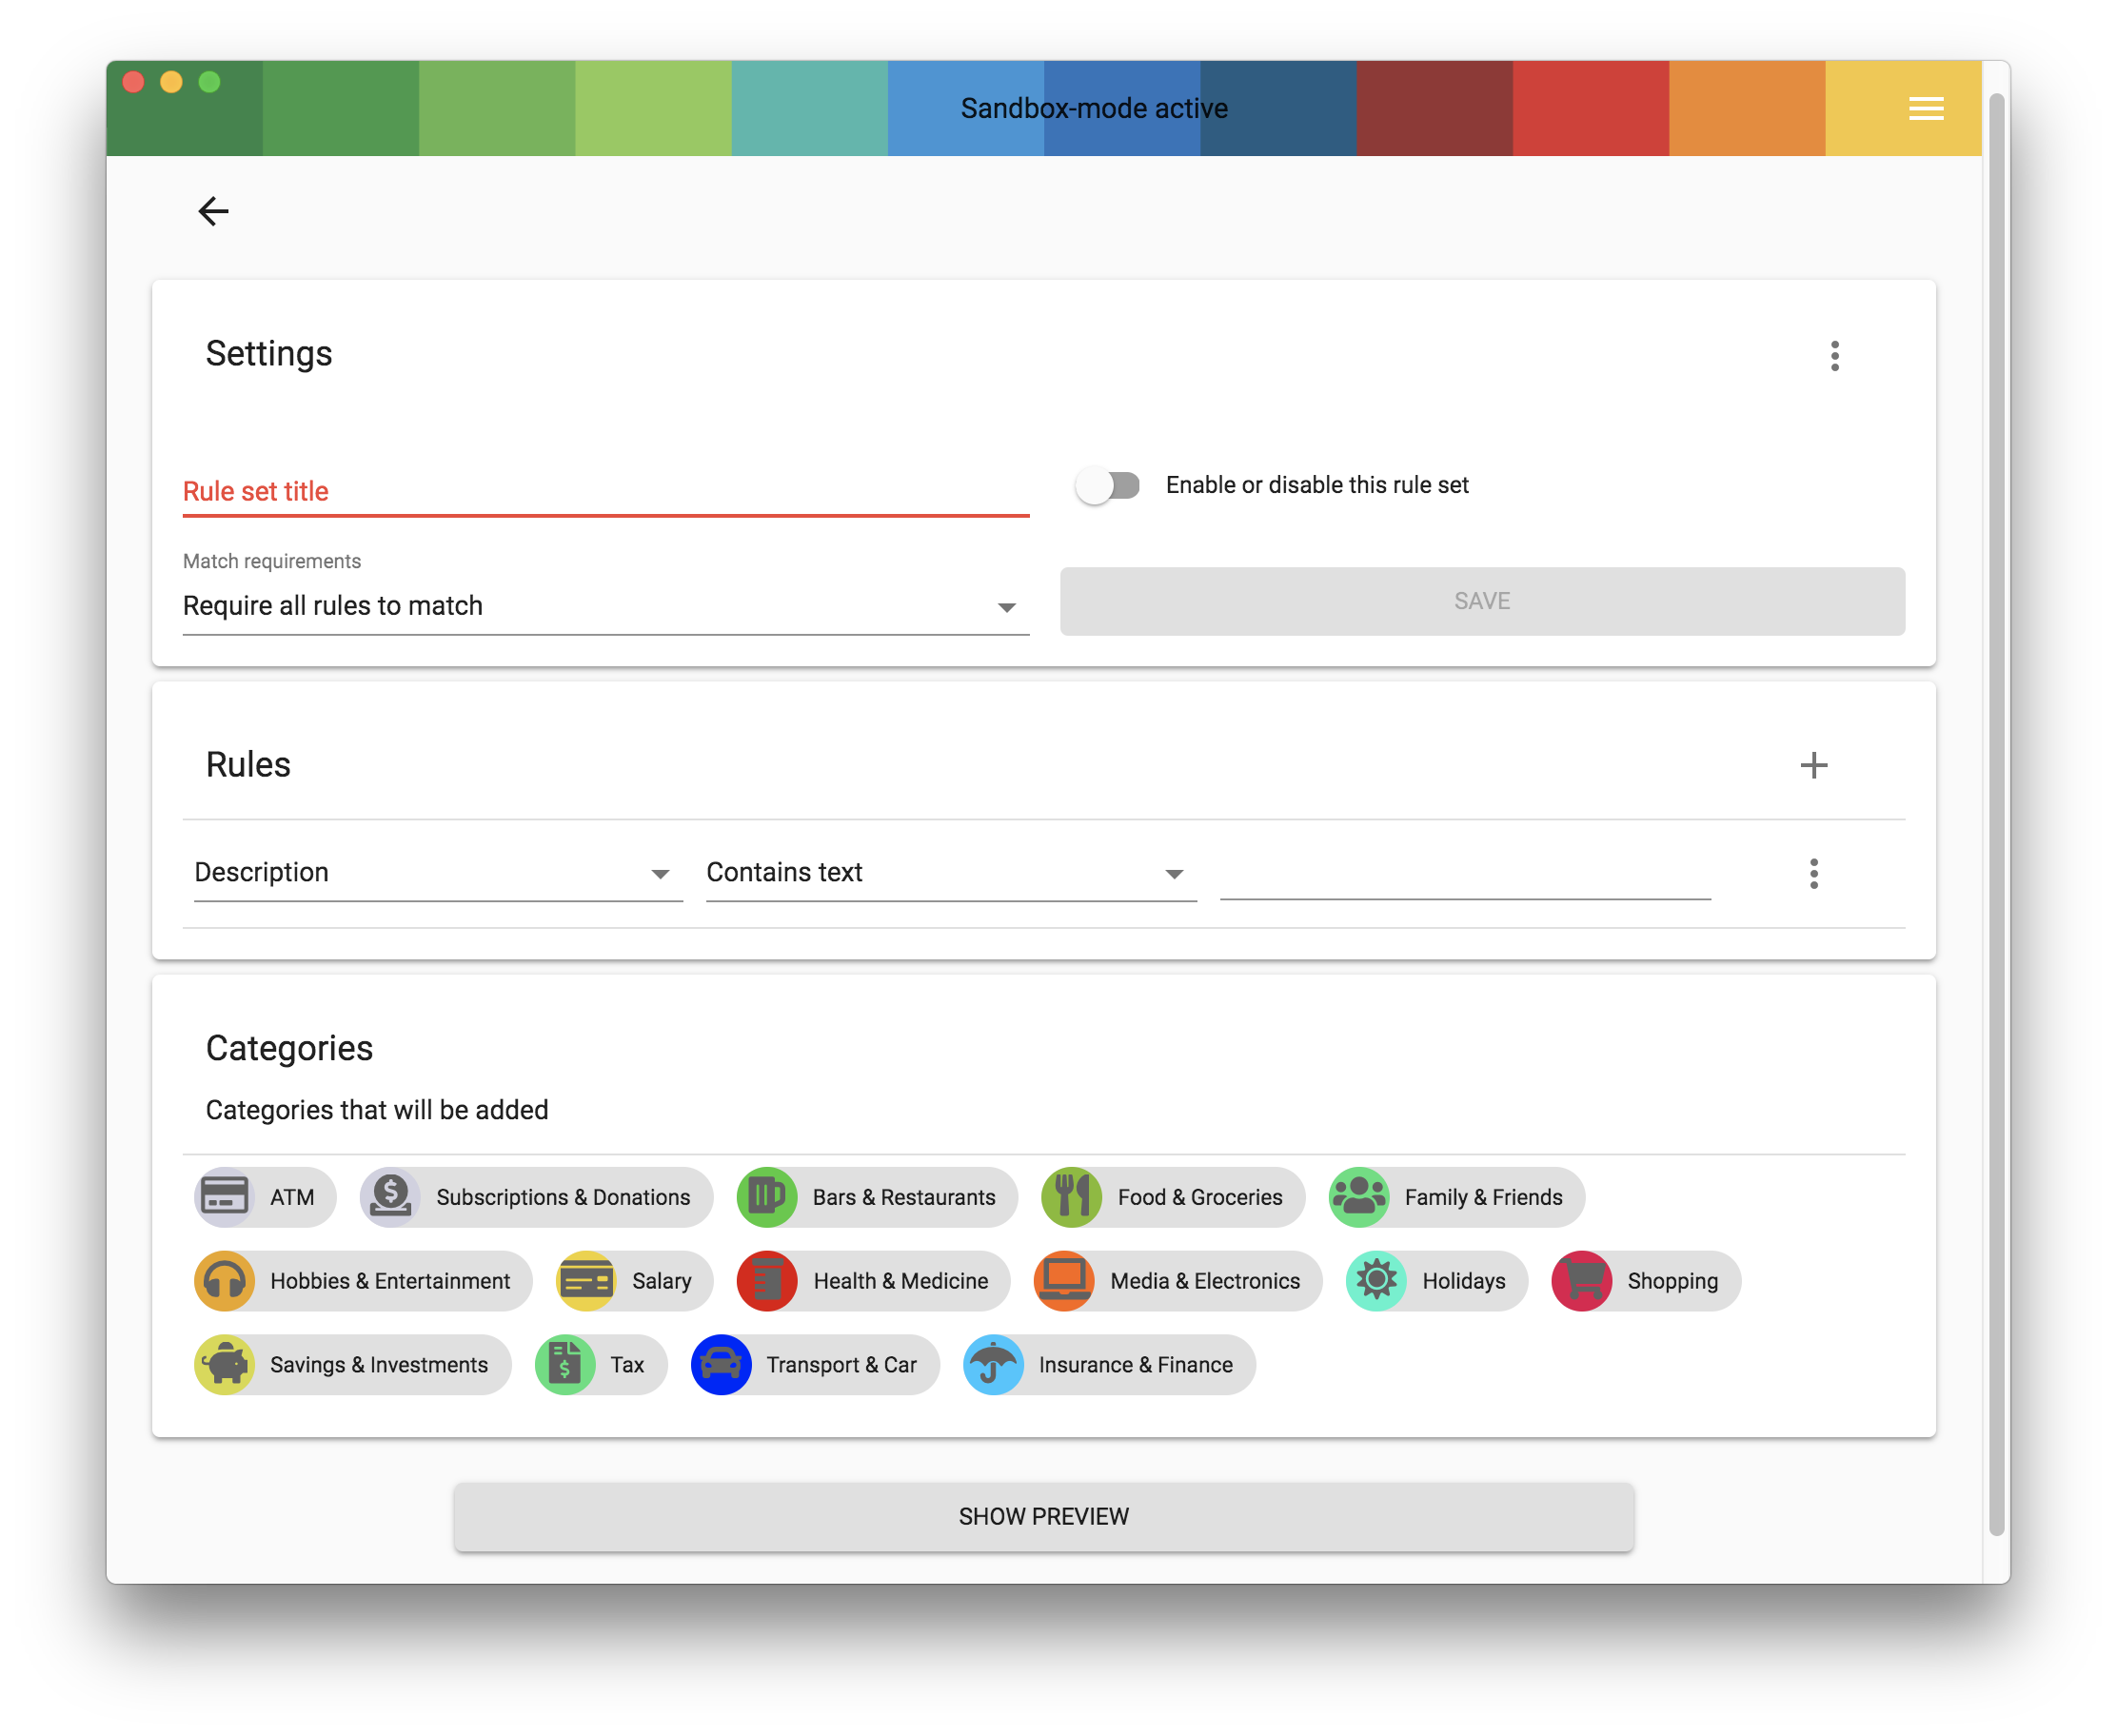 Sandbox-mode active
Settings
Rule set title
Enable or disable this rule set
Match requirements
Require all rules to match
SAVE
Rules
Description
Contains text
Categories
Categories that will be added
ATM
Subscriptions & Donations
Bars & Restaurants
Food & Groceries
Family & Friends
Hobbies & Entertainment
Salary
Health & Medicine
Media & Electronics
Holidays
Shopping
Savings & Investments
Tax
Transport & Car
Insurance & Finance
SHOW PREVIEW